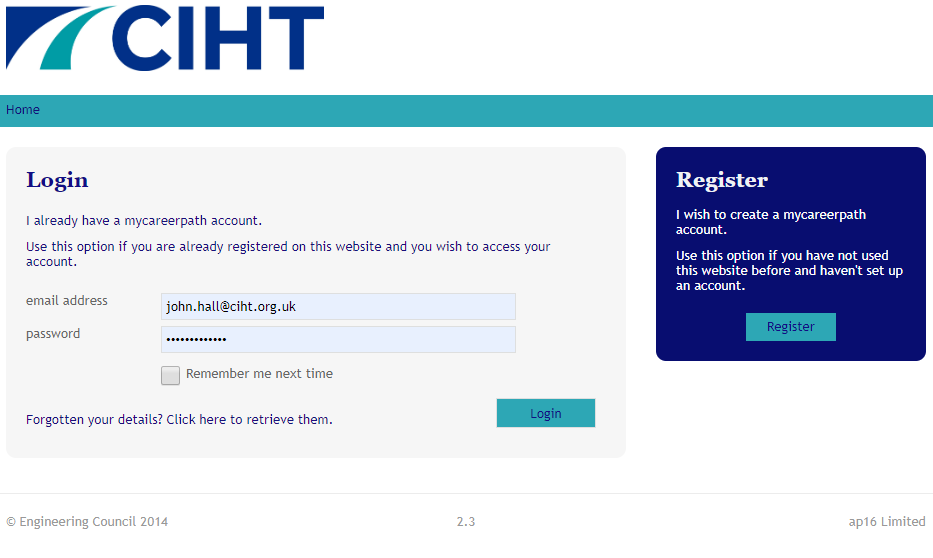 CIHT
Home
Login
I already have a mycareerpath account.
Use this option if you are already registered on this website and you wish to access your
account.
email address
john.hall@ciht.org.uk
password
•••••••••••••
Remember me next time
Forgotten your details? Click here to retrieve them.
Login
Register
I wish to create a mycareerpath
account.
Use this option if you have not used
this website before and haven't set up
an account.
Register
© Engineering Council 2014
2.3
ap16 Limited